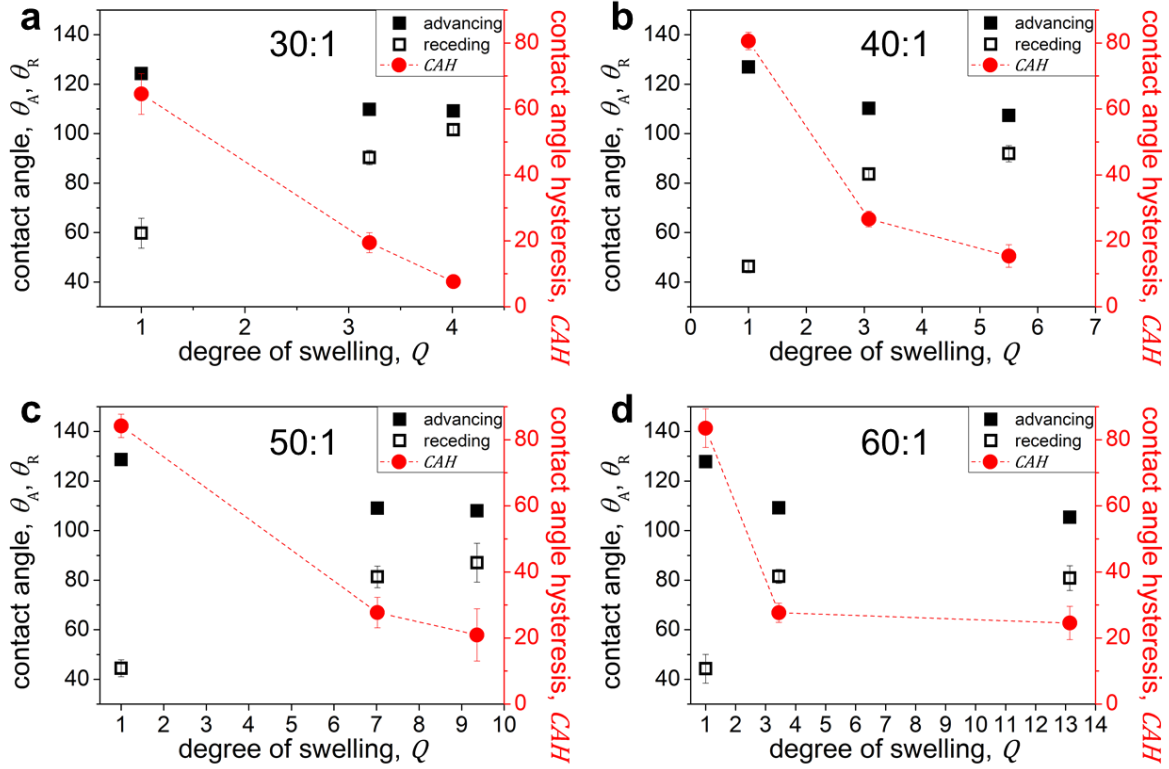 a
30:1
advancing
receding
CAH
contact angle, θA, θR
140
120
100
80
60
40
1 2 3 4
degree of swelling, Q
80
60
40
20
0
contact angle hysteresis, CAH
b
40:1
advancing
receding
CAH
contact angle, θA, θR
140
120
100
80
60
40
0 1 2 3 4 5 6 7
degree of swelling, Q
80
60
40
20
0
contact angle hysteresis, CAH
c
50:1
advancing
receding
CAH
contact angle, θA, θR
140
120
100
80
60
40
1 2 3 4 5 6 7 8 9 10
degree of swelling, Q
80
60
40
20
0
contact angle hysteresis, CAH
d
60:1
advancing
receding
CAH
contact angle, θA, θR
140
120
100
80
60
40
1 2 3 4 5 6 7 8 9 10 11 12 13 14
degree of swelling, Q
80
60
40
20
0
contact angle hysteresis, CAH